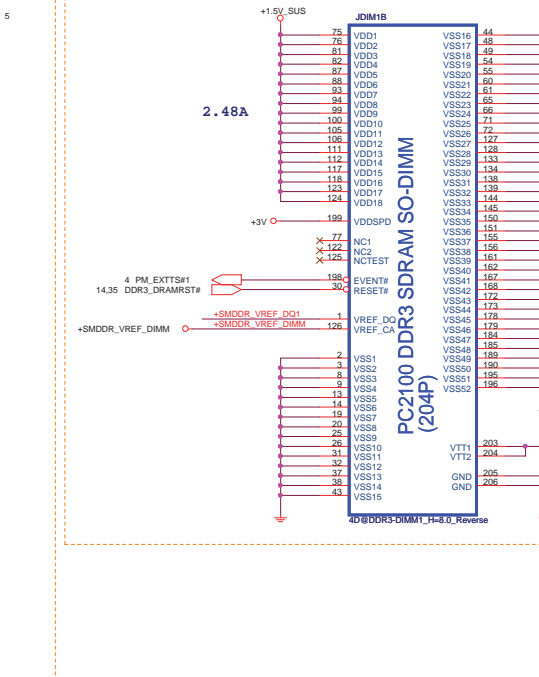 5
+1.5V_SUS
JDIM1B
75 VDD1 VSS16 44
76 VDD2 VSS17 48
81 VDD3 VSS18 49
82 VDD4 VSS19 54
87 VDD5 VSS20 55
88 VDD6 VSS21 60
93 VDD7 VSS22 61
94 VDD8 VSS23 65
99 VDD9 VSS24 66
100 VDD10 VSS25 71
105 VDD11 VSS26 72
106 VDD12 VSS27 127
111 VDD13 VSS28 128
112 VDD14 VSS29 133
117 VDD15 VSS30 134
118 VDD16 VSS31 138
123 VDD17 VSS32 139
124 VDD18 VSS33 144
VSS34 145
+3V 199 VDDSPD VSS35 150
VSS36 151
77 NC1 VSS37 155
122 NC2 VSS38 156
125 NCTEST VSS39 161
VSS40 162
4 PM_EXTTS#1 198 EVENT# VSS41 167
14,35 DDR3_DRAMRST# 30 RESET# VSS42 168
VSS43 172
VSS44 173
+SMDDR_VREF_DQ1 1 VREF_DQ VSS45 178
+SMDDR_VREF_DIMM +SMDDR_VREF_DIMM 126 VREF_CA VSS46 179
VSS47 184
VSS48 185
2 VSS1 VSS49 189
3 VSS2 VSS50 190
8 VSS3 VSS51 195
9 VSS4 VSS52 196
13 VSS5
14 VSS6
19 VSS7
20 VSS8
25 VSS9
26 VSS10 VTT1 203
31 VSS11 VTT2 204
32 VSS12
37 VSS13 GND 205
38 VSS14 GND 206
43 VSS15
2.48A
PC2100 DDR3 SDRAM SO-DIMM
(204P)
4D@DDR3-DIMM1_H=8.0_Reverse